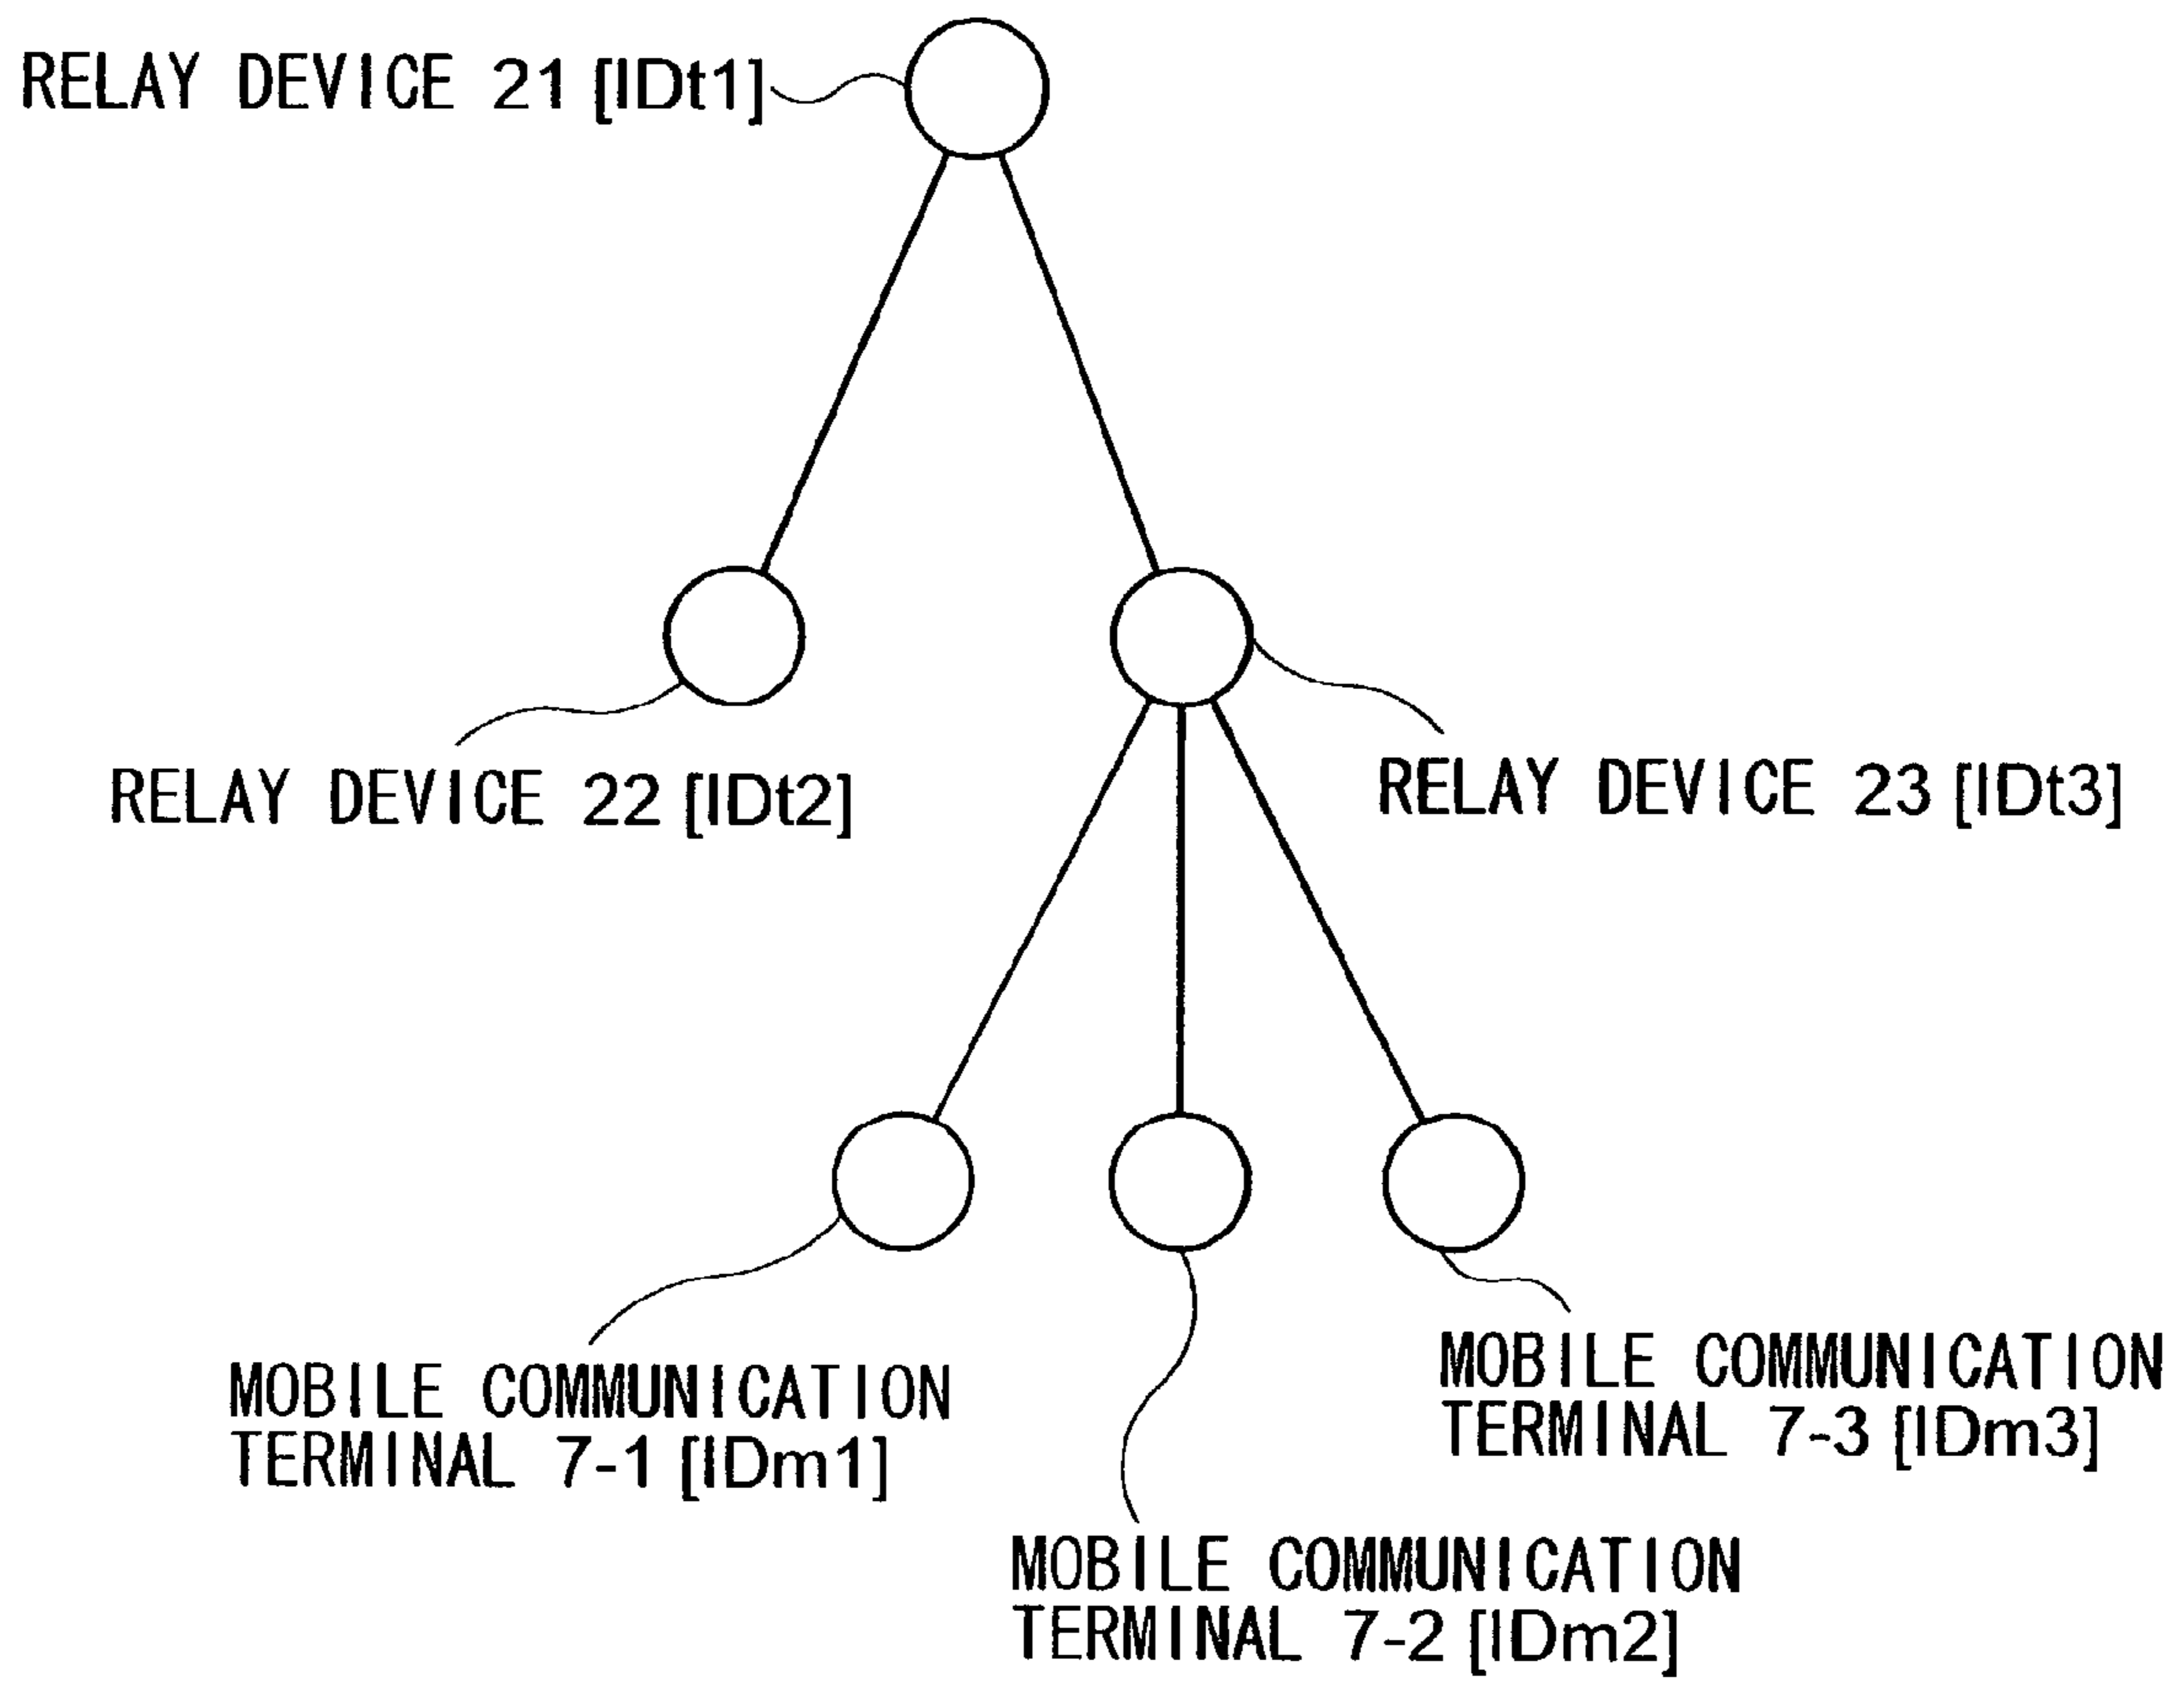 RELAY DEVICE 21 [IDt1]
RELAY DEVICE 22 [IDt2]
RELAY DEVICE 23 [IDt3]
MOBILE COMMUNICATION
TERMINAL 7-1 [IDm1]
MOBILE COMMUNICATION
TERMINAL 7-3 [IDm3]
MOBILE COMMUNICATION
TERMINAL 7-2 [IDm2]